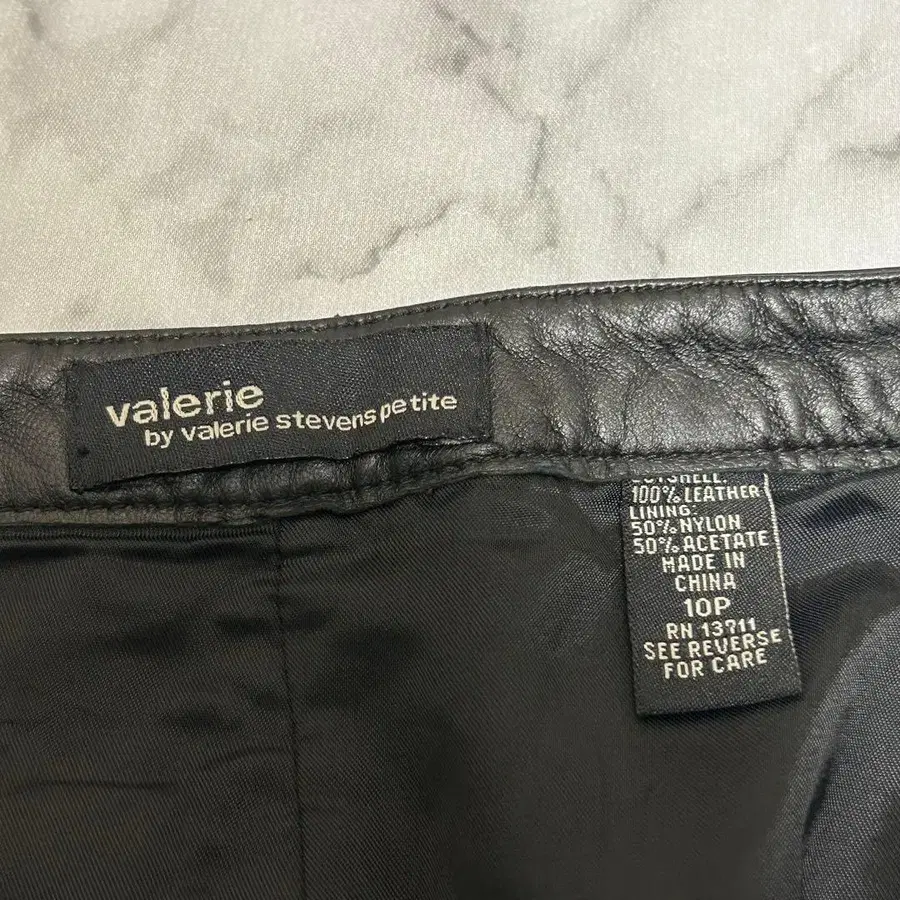 valerie
by valerie stevens petite
OUTSHELL:
100% LEATHER
LINING:
50% NYLON
50% ACETATE
MADE IN
CHINA
10P
RN 13711
SEE REVERSE
FOR CARE